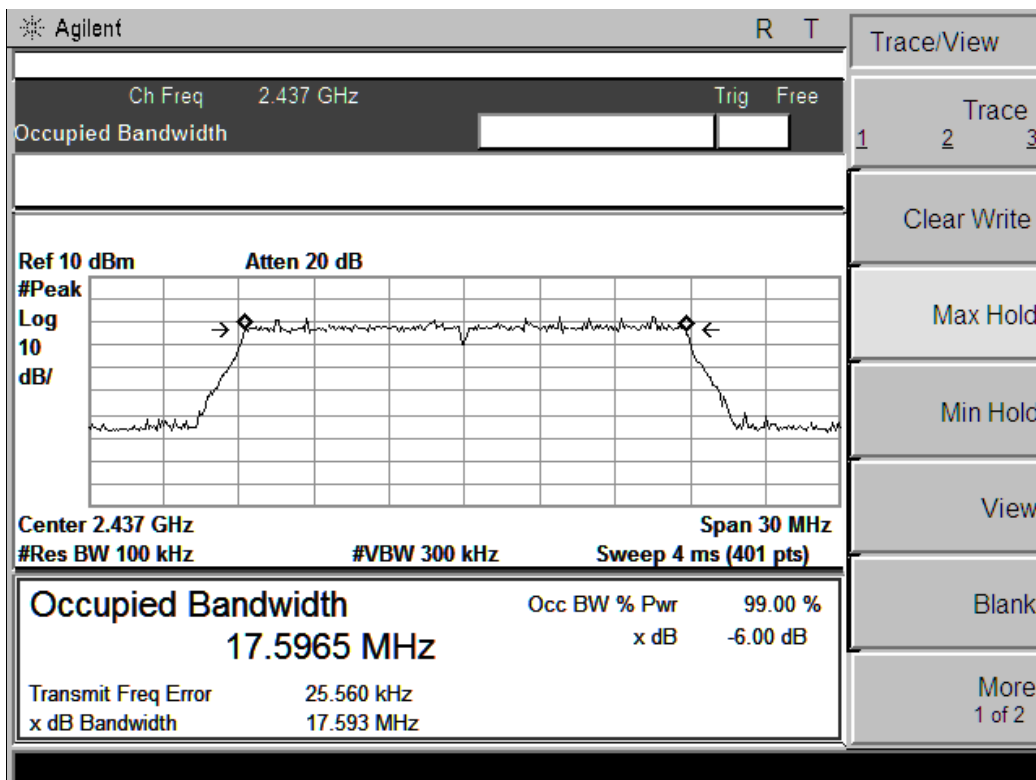 Agilent
R T
Ch Freq 2.437 GHz Trig Free
Occupied Bandwidth
Ref 10 dBm Atten 20 dB
#Peak
Log
10
dB/
Center 2.437 GHz Span 30 MHz
#Res BW 100 kHz #VBW 300 kHz Sweep 4 ms (401 pts)
Occupied Bandwidth
17.5965 MHz
Occ BW % Pwr 99.00 %
x dB -6.00 dB
Transmit Freq Error 25.560 kHz
x dB Bandwidth 17.593 MHz
Trace/View
Trace
1 2 3
Clear Write
Max Hold
Min Hold
View
Blank
More
1 of 2